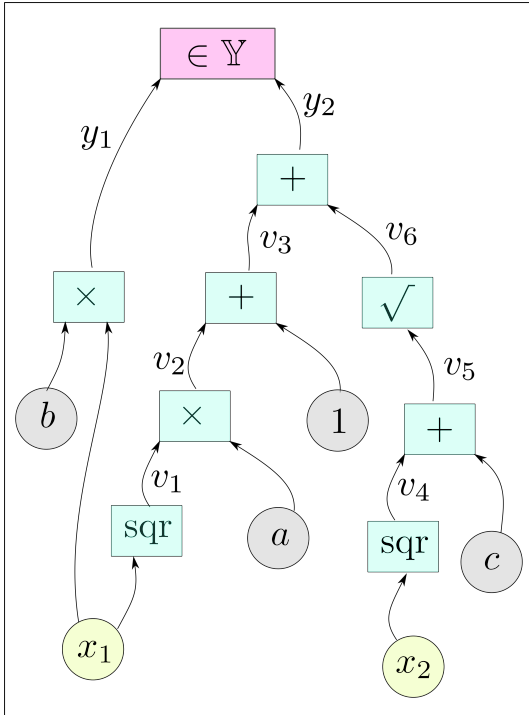 ∈ 𝕐
y₁
y₂
+
v₃
v₆
×
+
√
v₂
v₅
b
×
1
+
v₁
v₄
sqr
a
sqr
c
x₁
x₂